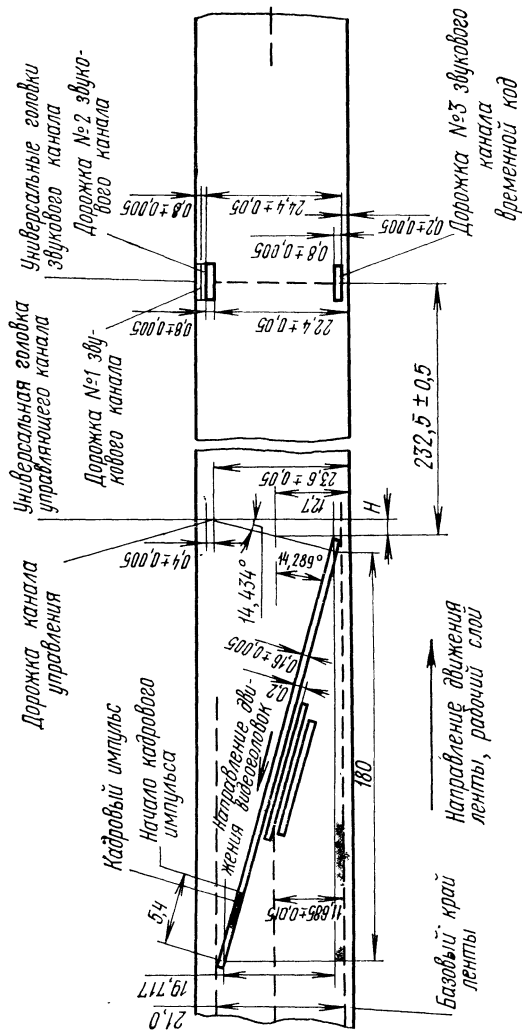 Универсальные головки
звукового канала
Дорожка №2 звуко-
вого канала
Универсальная головка
управляющего канала
Дорожка №1 зву-
кового канала
Дорожка канала
управления
Кадровый импульс
Начало кадрового
импульса
Направление дви-
жения видеоголовок
0,8 ± 0,005
24,4 ± 0,05
0,8 ± 0,005
0,2 ± 0,005
0,8 ± 0,005
22,4 ± 0,05
Дорожка №3 звукового
канала
временной код
232,5 ± 0,5
23,6 ± 0,05
12,7
H
0,4 ± 0,005
14,434°
14,289°
0,16 ± 0,005
0,2
180
5,4
11,685 ± 0,015
19,717
21,0
Направление движения
ленты, рабочий слой
Базовый край
ленты